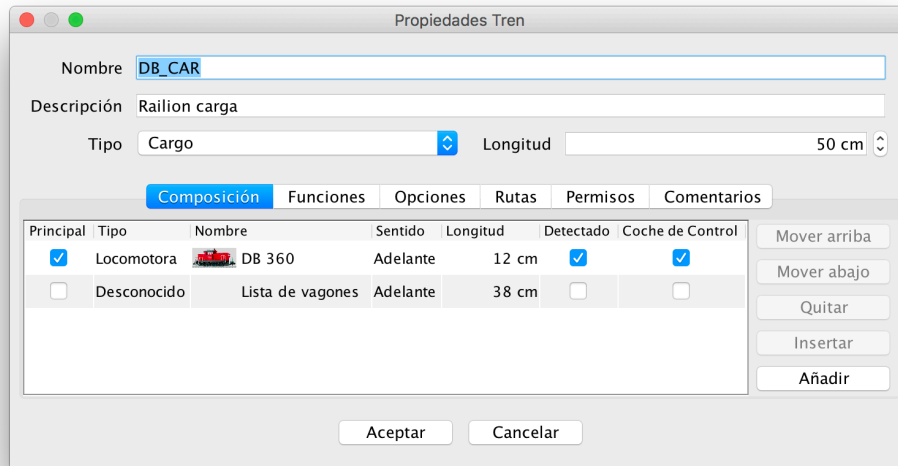 Propiedades Tren
Nombre DB_CAR
Descripción Railion carga
Tipo Cargo Longitud 50 cm
Composición Funciones Opciones Rutas Permisos Comentarios
Principal Tipo Nombre Sentido Longitud Detectado Coche de Control
Locomotora DB 360 Adelante 12 cm
Desconocido Lista de vagones Adelante 38 cm
Mover arriba
Mover abajo
Quitar
Insertar
Añadir
Aceptar Cancelar